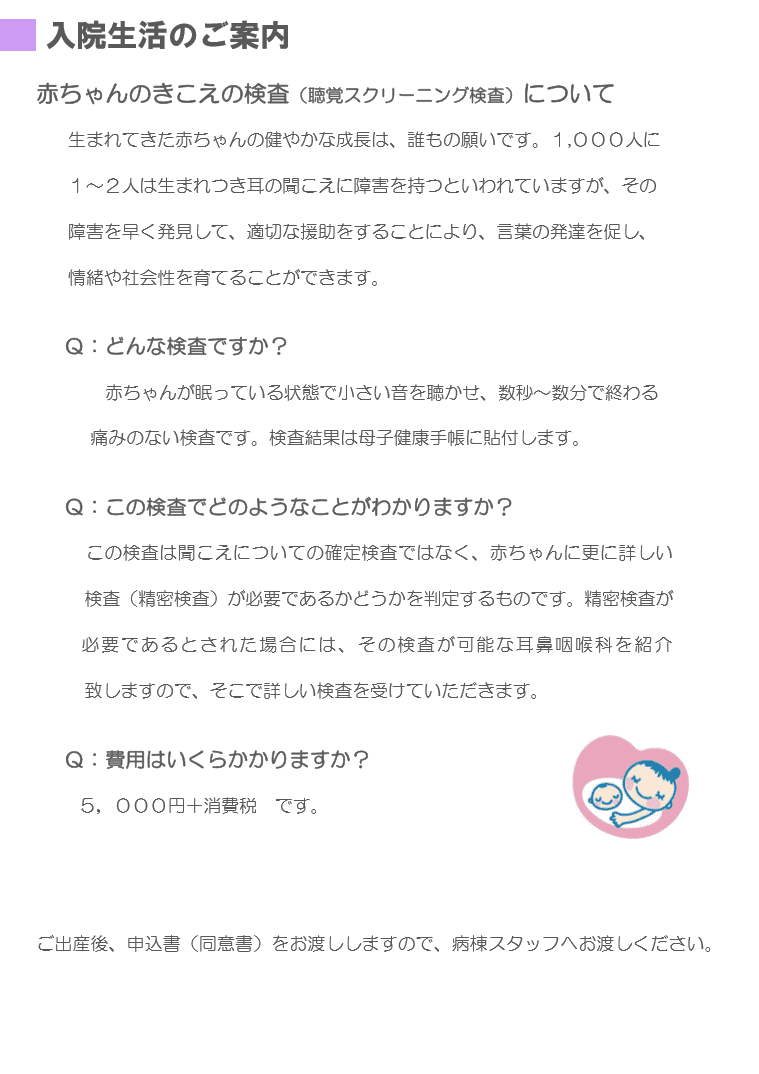 入院生活のご案内
赤ちゃんのきこえの検査（聴覚スクリーニング検査）について
生まれてきた赤ちゃんの健やかな成長は、誰もの願いです。１,０００人に
１～２人は生まれつき耳の聞こえに障害を持つといわれていますが、その
障害を早く発見して、適切な援助をすることにより、言葉の発達を促し、
情緒や社会性を育てることができます。
Ｑ：どんな検査ですか？
赤ちゃんが眠っている状態で小さい音を聴かせ、数秒～数分で終わる
痛みのない検査です。検査結果は母子健康手帳に貼付します。
Ｑ：この検査でどのようなことがわかりますか？
この検査は聞こえについての確定検査ではなく、赤ちゃんに更に詳しい
検査（精密検査）が必要であるかどうかを判定するものです。精密検査が
必要であるとされた場合には、その検査が可能な耳鼻咽喉科を紹介
致しますので、そこで詳しい検査を受けていただきます。
Ｑ：費用はいくらかかりますか？
５，０００円＋消費税　です。
ご出産後、申込書（同意書）をお渡ししますので、病棟スタッフへお渡しください。